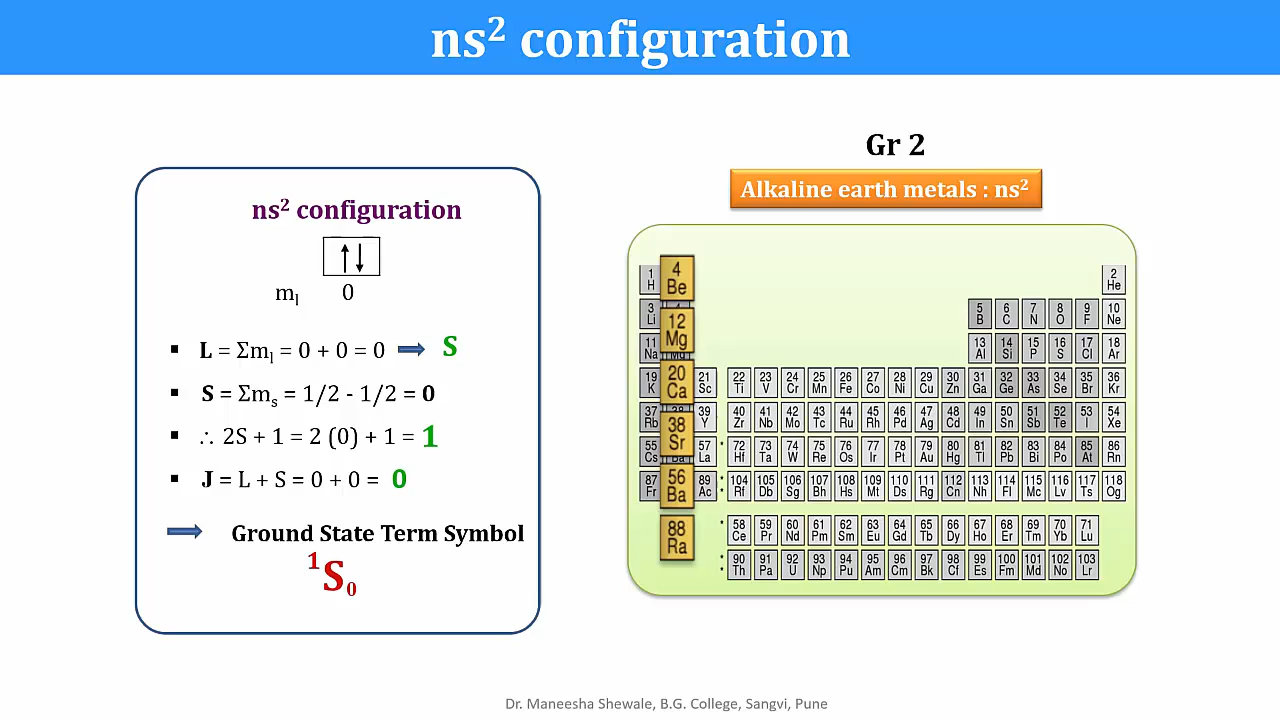 ns² configuration
ns² configuration
↑↓
mₗ 0
▪ L = Σmₗ = 0 + 0 = 0 ➡ S
▪ S = Σmₛ = 1/2 - 1/2 = 0
▪ ∴ 2S + 1 = 2 (0) + 1 = 1
▪ J = L + S = 0 + 0 = 0
➡ Ground State Term Symbol
¹S₀
Gr 2
Alkaline earth metals : ns²
1 4 2
H Be He
3 5 6 7 8 9 10
Li B C N O F Ne
11 12 13 14 15 16 17 18
Na Mg Al Si P S Cl Ar
19 20 21 22 23 24 25 26 27 28 29 30 31 32 33 34 35 36
K Ca Sc Ti V Cr Mn Fe Co Ni Cu Zn Ga Ge As Se Br Kr
37 38 39 40 41 42 43 44 45 46 47 48 49 50 51 52 53 54
Rb Sr Y Zr Nb Mo Tc Ru Rh Pd Ag Cd In Sn Sb Te I Xe
55 56 57 72 73 74 75 76 77 78 79 80 81 82 83 84 85 86
Cs Ba La Hf Ta W Re Os Ir Pt Au Hg Tl Pb Bi Po At Rn
87 88 89 104 105 106 107 108 109 110 111 112 113 114 115 116 117 118
Fr Ra Ac Rf Db Sg Bh Hs Mt Ds Rg Cn Nh Fl Mc Lv Ts Og
58 59 60 61 62 63 64 65 66 67 68 69 70 71
Ce Pr Nd Pm Sm Eu Gd Tb Dy Ho Er Tm Yb Lu
90 91 92 93 94 95 96 97 98 99 100 101 102 103
Th Pa U Np Pu Am Cm Bk Cf Es Fm Md No Lr
Dr. Maneesha Shewale, B.G. College, Sangvi, Pune